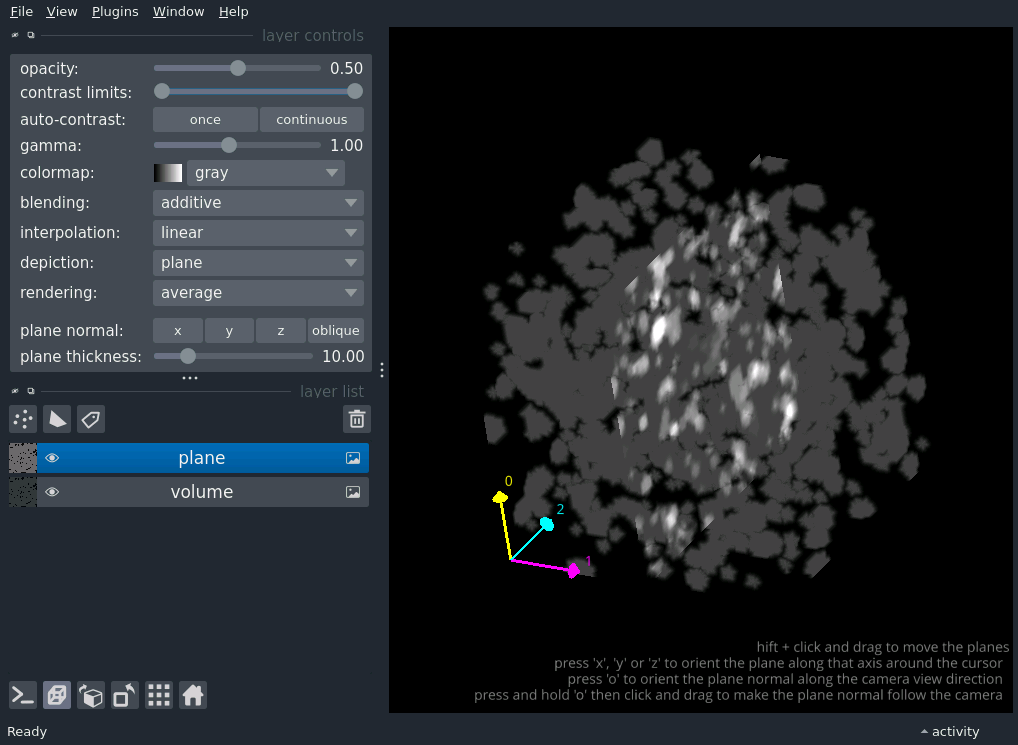 File View Plugins Window Help
layer controls
opacity: 0.50
contrast limits:
auto-contrast: once continuous
gamma: 1.00
colormap: gray
blending: additive
interpolation: linear
depiction: plane
rendering: average
plane normal: x y z oblique
plane thickness: 10.00
layer list
plane
volume
0
2
1
hift + click and drag to move the planes
press 'x', 'y' or 'z' to orient the plane along that axis around the cursor
press 'o' to orient the plane normal along the camera view direction
press and hold 'o' then click and drag to make the plane normal follow the camera
Ready activity